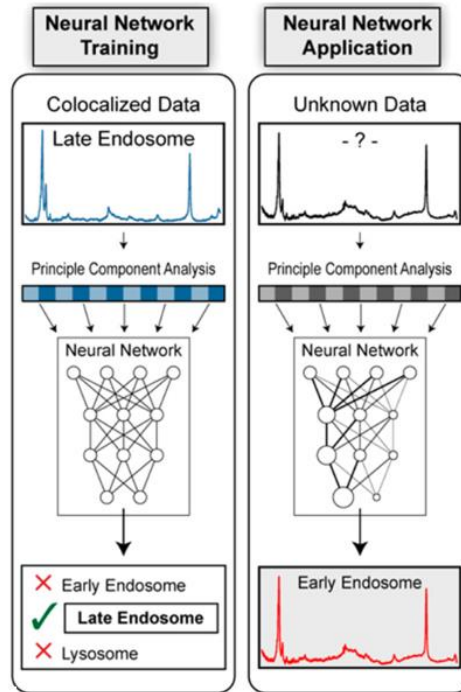 Neural Network
Training
Colocalized Data
Late Endosome
Principle Component Analysis
Neural Network
Early Endosome
Late Endosome
Lysosome
Neural Network
Application
Unknown Data
- ? -
Principle Component Analysis
Neural Network
Early Endosome